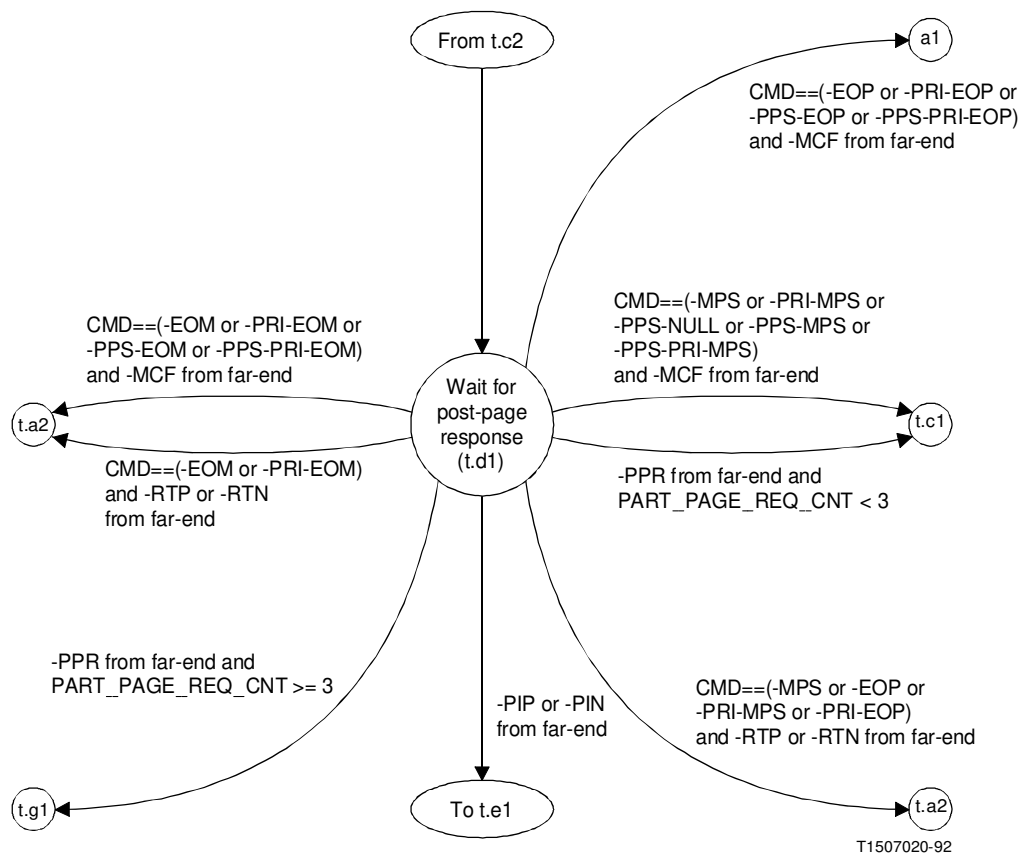 From t.c2
a1
CMD==(-EOP or -PRI-EOP or
-PPS-EOP or -PPS-PRI-EOP)
and -MCF from far-end
CMD==(-EOM or -PRI-EOM or
-PPS-EOM or -PPS-PRI-EOM)
and -MCF from far-end
CMD==(-MPS or -PRI-MPS or
-PPS-NULL or -PPS-MPS or
-PPS-PRI-MPS)
and -MCF from far-end
t.a2
Wait for
post-page
response
(t.d1)
t.c1
CMD==(-EOM or -PRI-EOM)
and -RTP or -RTN
from far-end
-PPR from far-end and
PART_PAGE_REQ_CNT < 3
-PPR from far-end and
PART_PAGE_REQ_CNT >= 3
-PIP or -PIN
from far-end
CMD==(-MPS or -EOP or
-PRI-MPS or -PRI-EOP)
and -RTP or -RTN from far-end
t.g1
To t.e1
t.a2
T1507020-92